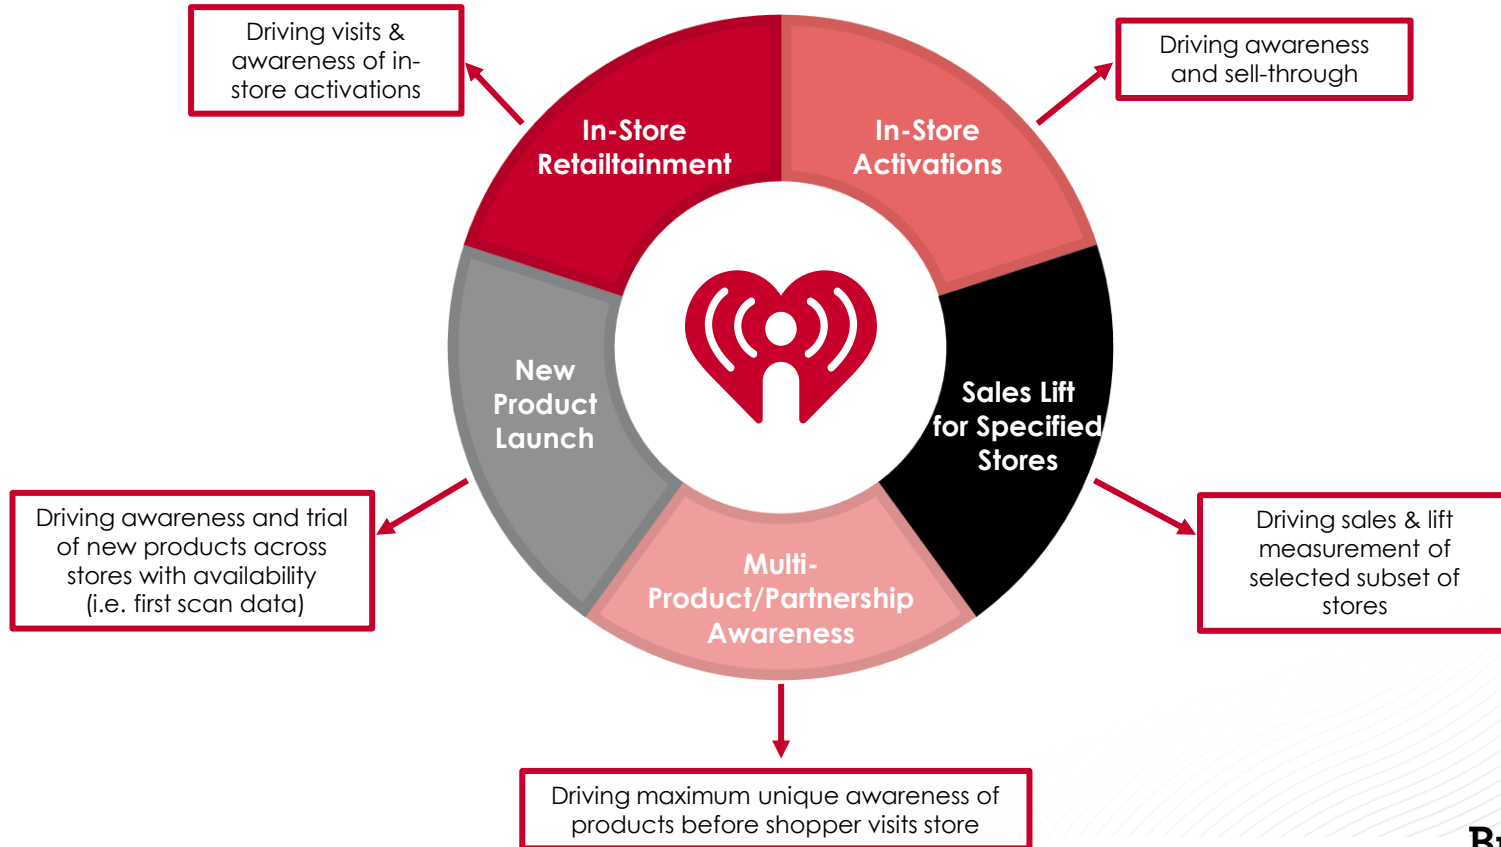 Driving visits &
awareness of in-
store activations
Driving awareness
and sell-through
In-Store
Retailtainment
In-Store
Activations
New
Product
Launch
Sales Lift
for Specified
Stores
Multi-
Product/Partnership
Awareness
Driving awareness and trial
of new products across
stores with availability
(i.e. first scan data)
Driving sales & lift
measurement of
selected subset of
stores
Driving maximum unique awareness of
products before shopper visits store